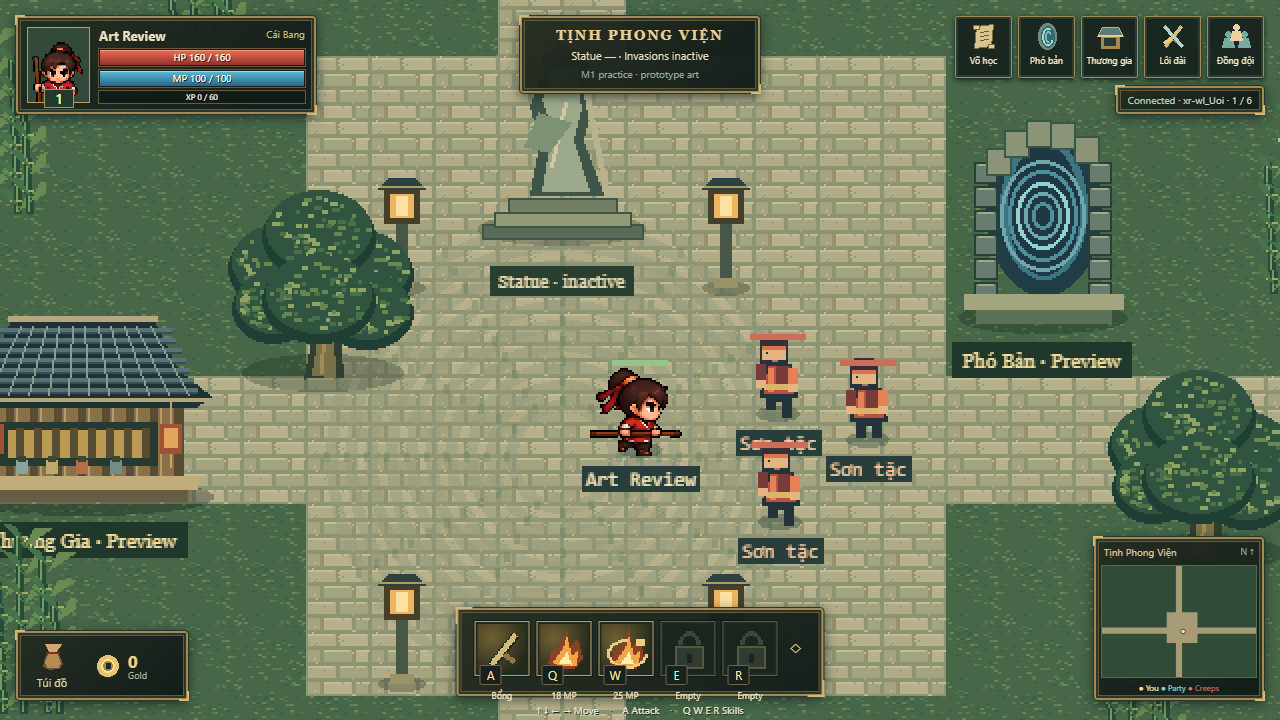 Art Review
Cái Bang
HP 160 / 160
MP 100 / 100
XP 0 / 60
1
TỊNH PHONG VIỆN
Statue — · Invasions inactive
M1 practice · prototype art
Võ học
Phó bản
Thương gia
Lôi đài
Đồng đội
Connected · xr-wl_Uoi · 1 / 6
Statue · inactive
Phó Bản · Preview
Sơn tặc
Sơn tặc
Art Review
Sơn tặc
Gia · Preview
Tịnh Phong Viện
N ↑
● You ● Party ● Creeps
Túi đồ
0
Gold
A
Q
W
E
R
Bổng
18 MP
25 MP
Empty
Empty
↑ ↓ ← → Move · A Attack · Q W E R Skills